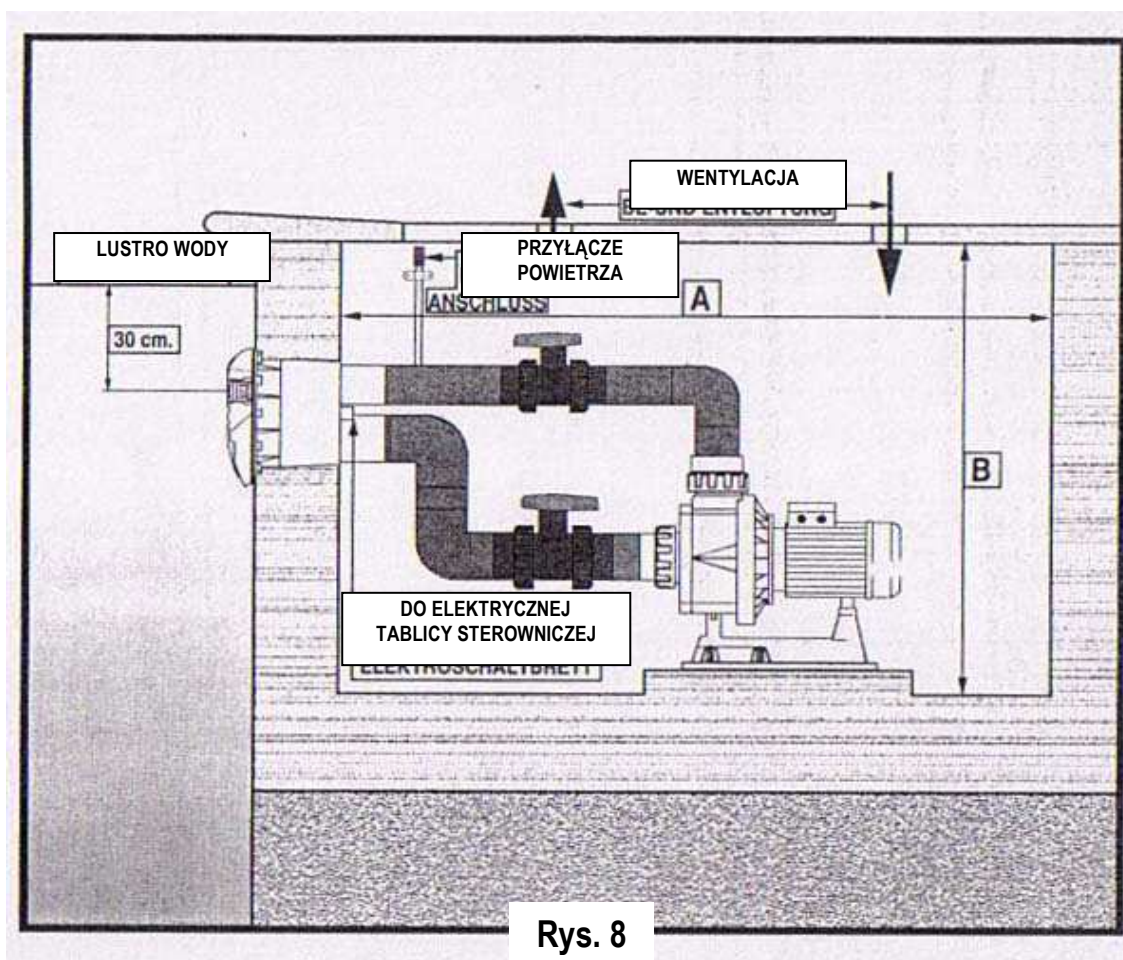 WENTYLACJA
LUSTRO WODY
PRZYŁĄCZE
POWIETRZA
ANSCHLUSS
A
30 cm.
B
DO ELEKTRYCZNEJ
TABLICY STEROWNICZEJ
ELEKTROSCHALTBRETT
Rys. 8